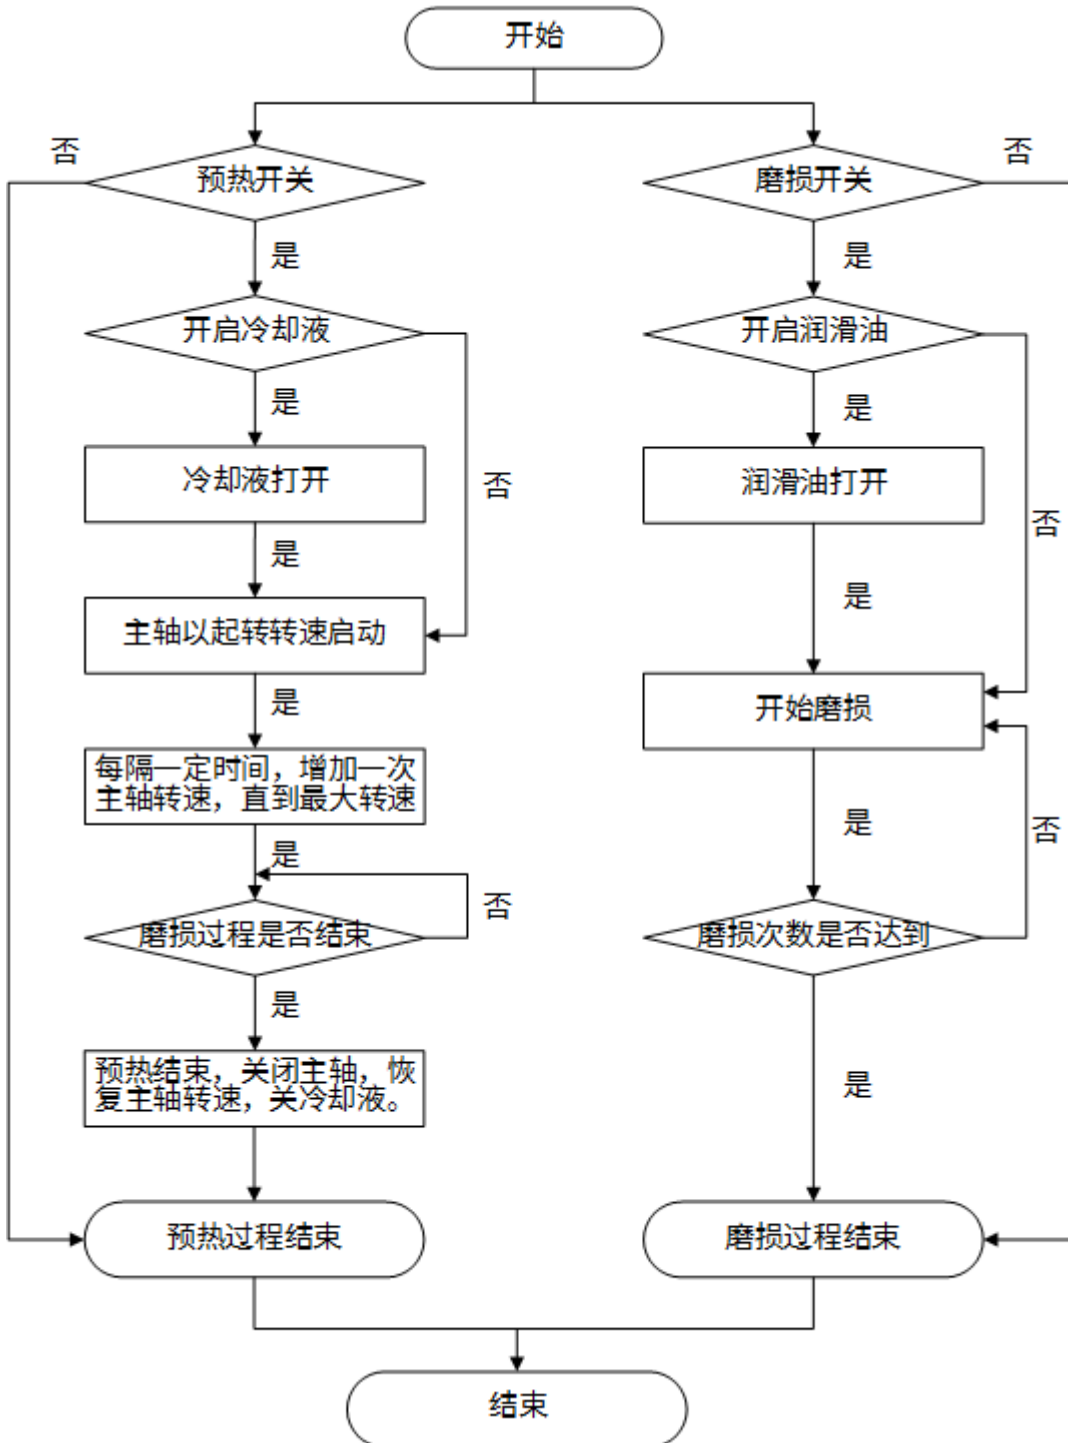 开始
否
预热开关
磨损开关
否
是
是
开启冷却液
开启润滑油
是
是
冷却液打开
否
润滑油打开
否
是
是
主轴以起转转速启动
是
开始磨损
每隔一定时间，增加一次
主轴转速，直到最大转速
是
是
否
否
磨损过程是否结束
磨损次数是否达到
是
预热结束，关闭主轴，恢
复主轴转速，关冷却液。
是
预热过程结束
磨损过程结束
结束